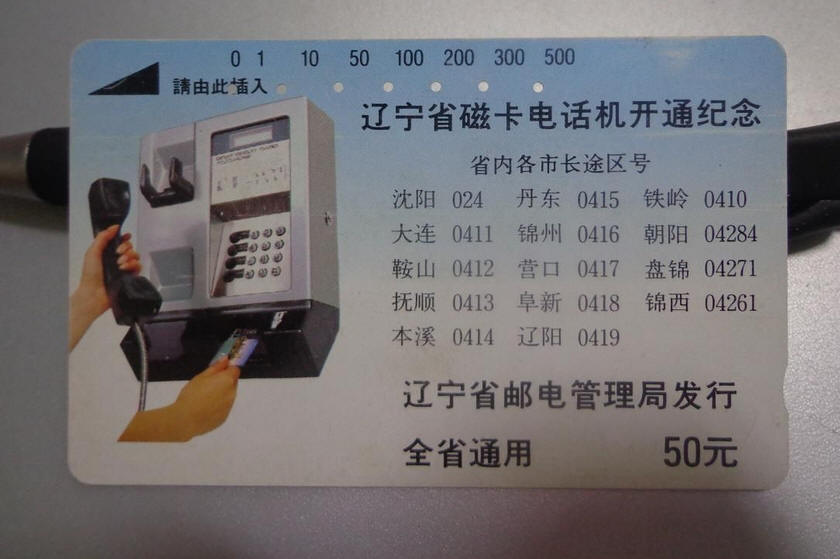 0 1 10 50 100 200 300 500
請由此插入
辽宁省磁卡电话机开通纪念
省内各市长途区号
沈阳 024 丹东 0415 铁岭 0410
大连 0411 锦州 0416 朝阳 04284
鞍山 0412 营口 0417 盘锦 04271
抚顺 0413 阜新 0418 锦西 04261
本溪 0414 辽阳 0419
辽宁省邮电管理局发行
全省通用 50元